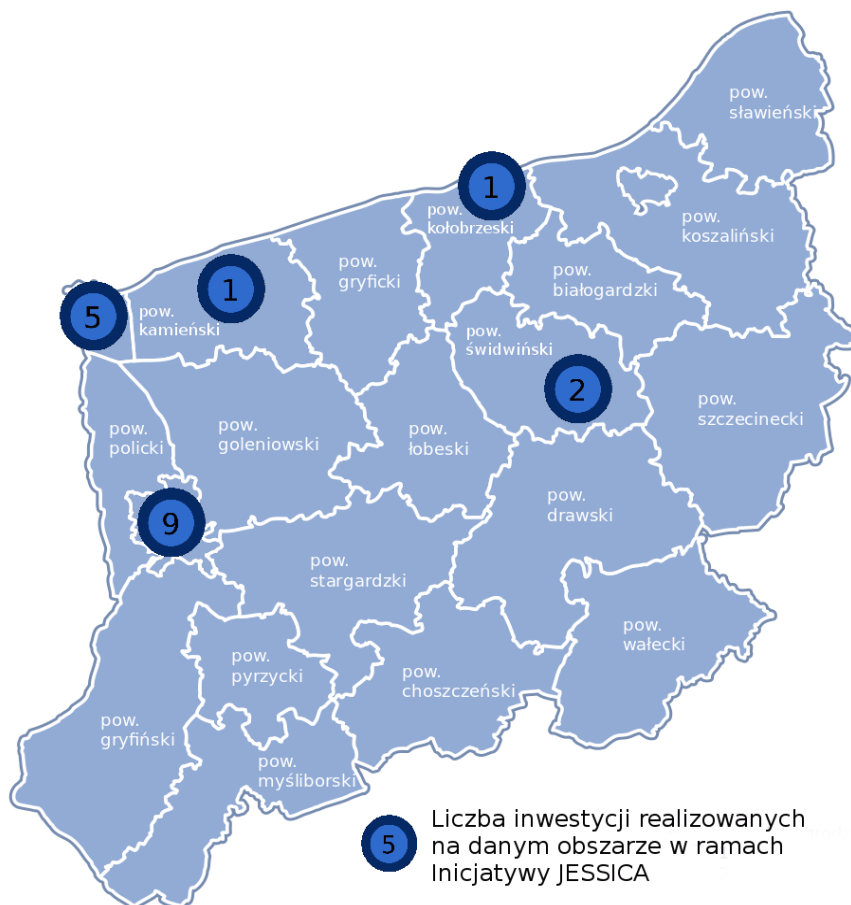 pow.
sławieński
1
pow.
kołobrzeski
pow.
koszaliński
pow.
gryficki
pow.
białogardzki
1
5
pow.
kamieński
pow.
świdwiński
2
pow.
szczecinecki
pow.
policki
pow.
goleniowski
pow.
łobeski
9
pow.
drawski
pow.
stargardzki
pow.
wałecki
pow.
pyrzycki
pow.
choszczeński
pow.
gryfiński
pow.
myśliborski
5
Liczba inwestycji realizowanych
na danym obszarze w ramach
Inicjatywy JESSICA